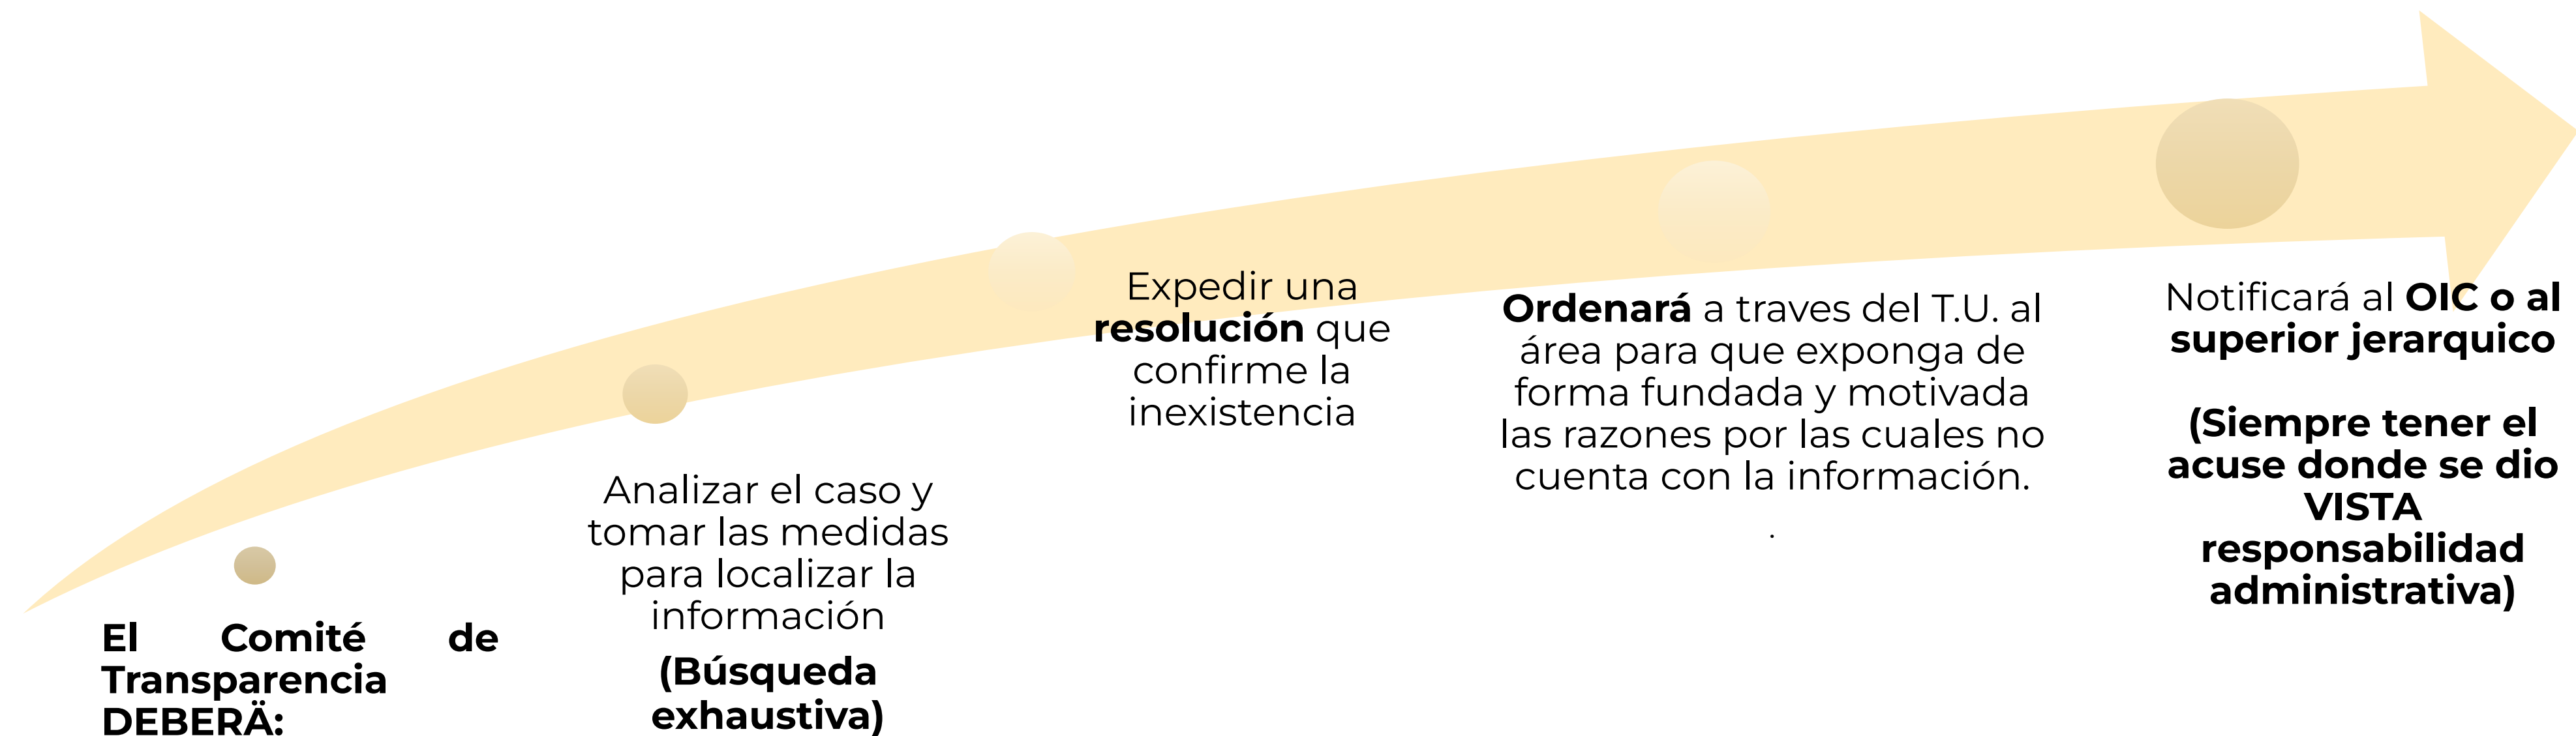 El Comité de
Transparencia
DEBERÄ:
Analizar el caso y
tomar las medidas
para localizar la
información
(Búsqueda
exhaustiva)
Expedir una
resolución que
confirme la
inexistencia
Ordenará a traves del T.U. al
área para que exponga de
forma fundada y motivada
las razones por las cuales no
cuenta con la información.
.
Notificará al OIC o al
superior jerarquico
(Siempre tener el
acuse donde se dio
VISTA
responsabilidad
administrativa)